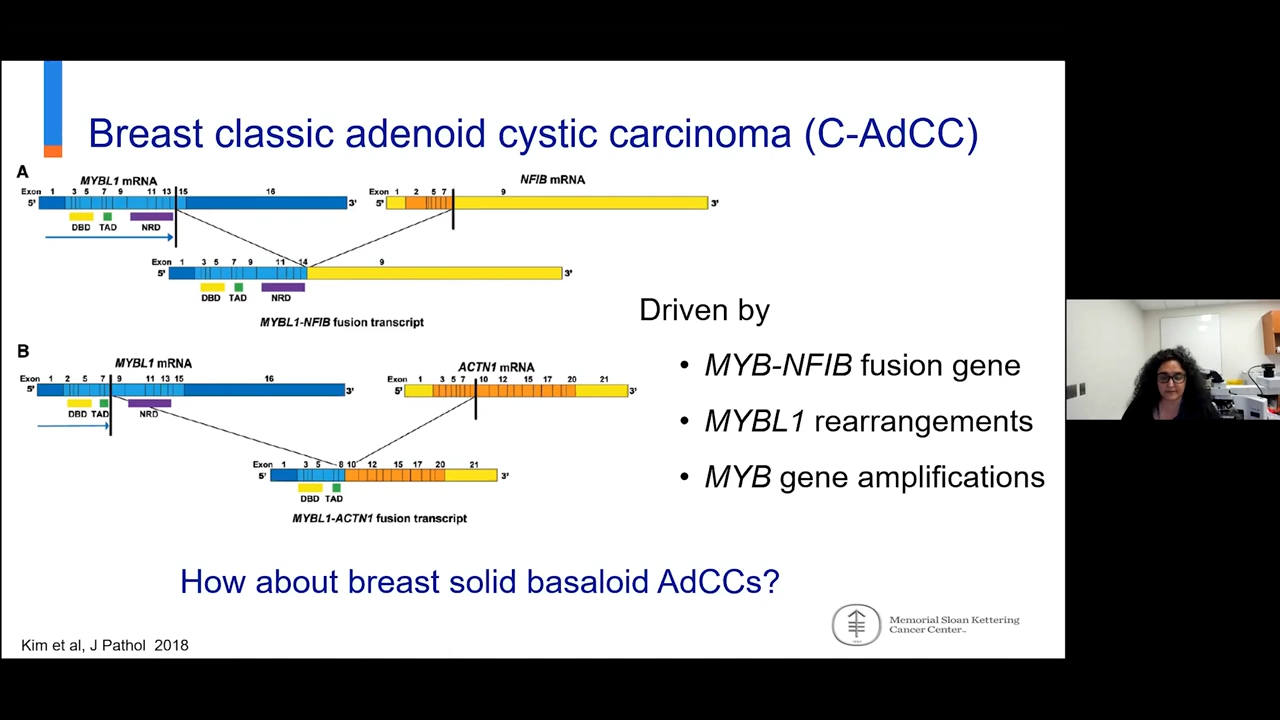 Breast classic adenoid cystic carcinoma (C-AdCC)
A
MYBL1 mRNA
Exon 1 3 5 7 9 11 13 15 16
5' 3'
DBD TAD NRD
NFIB mRNA
Exon 1 2 5 7 9
5' 3'
Exon 1 3 5 7 9 11 14 9
5' 3'
DBD TAD NRD
MYBL1-NFIB fusion transcript
B
MYBL1 mRNA
Exon 1 2 5 7 9 11 13 15 16
5' 3'
DBD TAD NRD
ACTN1 mRNA
Exon 1 3 5 7 10 12 14 17 20 21
5' 3'
Exon 1 3 5 8 10 12 15 17 20 21
5' 3'
DBD TAD
MYBL1-ACTN1 fusion transcript
Driven by
• MYB-NFIB fusion gene
• MYBL1 rearrangements
• MYB gene amplifications
How about breast solid basaloid AdCCs?
Memorial Sloan Kettering
Cancer Center
Kim et al, J Pathol 2018